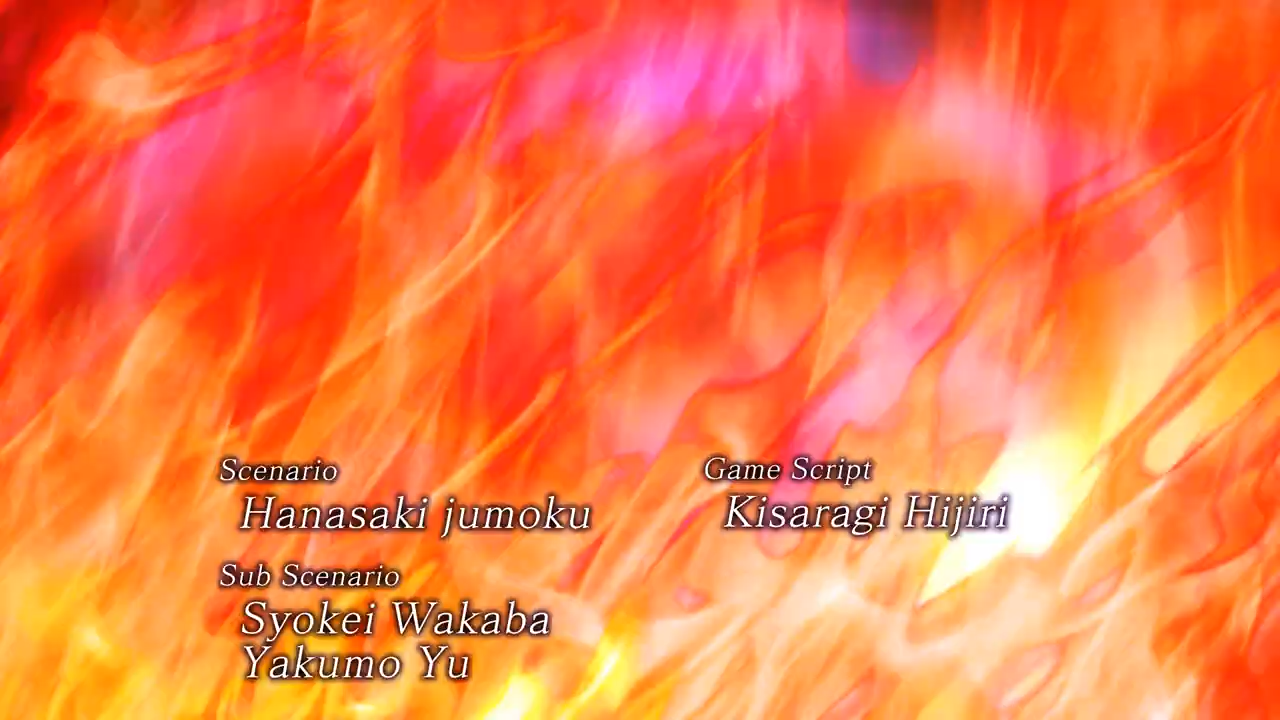 Scenario
Hanasaki jumoku
Sub Scenario
Syokei Wakaba
Yakumo Yu
Game Script
Kisaragi Hijiri